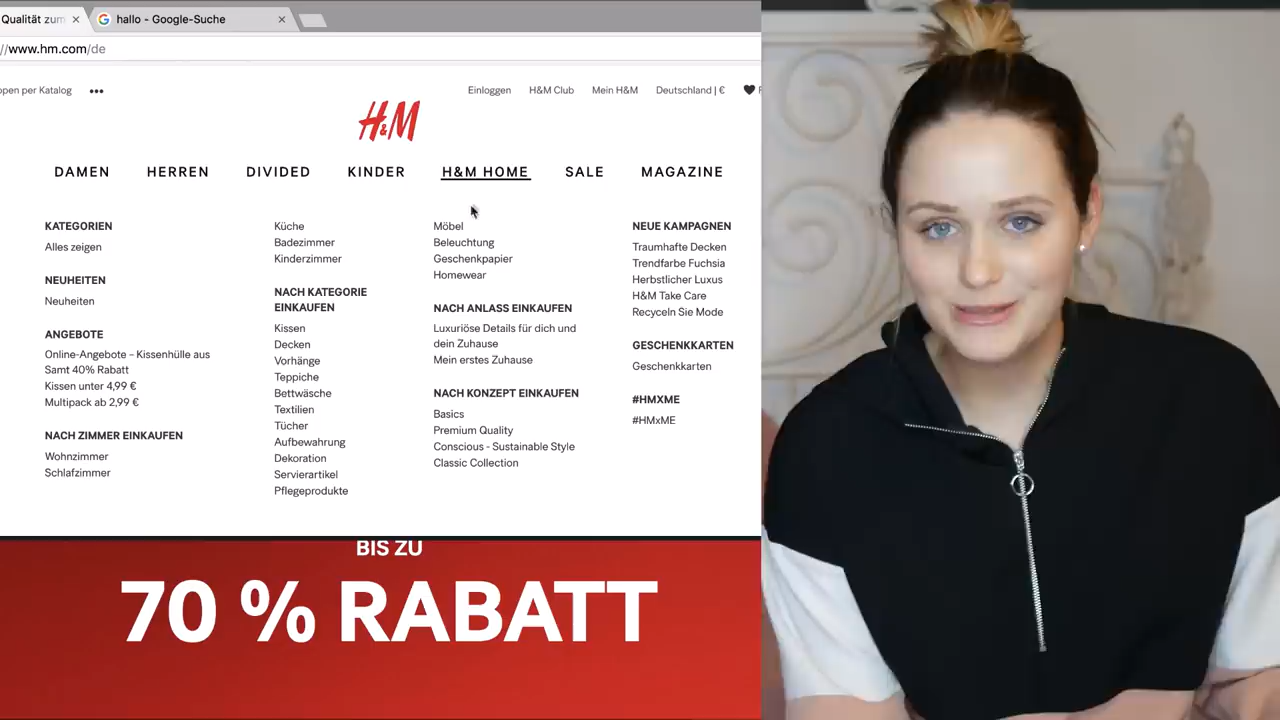 Qualität zum
hallo - Google-Suche
//www.hm.com/de
open per Katalog
Einloggen
H&M Club
Mein H&M
Deutschland | €
H&M
DAMEN
HERREN
DIVIDED
KINDER
H&M HOME
SALE
MAGAZINE
KATEGORIEN
Alles zeigen
NEUHEITEN
Neuheiten
ANGEBOTE
Online-Angebote – Kissenhülle aus
Samt 40% Rabatt
Kissen unter 4,99 €
Multipack ab 2,99 €
NACH ZIMMER EINKAUFEN
Wohnzimmer
Schlafzimmer
Küche
Badezimmer
Kinderzimmer
NACH KATEGORIE
EINKAUFEN
Kissen
Decken
Vorhänge
Teppiche
Bettwäsche
Textilien
Tücher
Aufbewahrung
Dekoration
Servierartikel
Pflegeprodukte
Möbel
Beleuchtung
Geschenkpapier
Homewear
NACH ANLASS EINKAUFEN
Luxuriöse Details für dich und
dein Zuhause
Mein erstes Zuhause
NACH KONZEPT EINKAUFEN
Basics
Premium Quality
Conscious - Sustainable Style
Classic Collection
NEUE KAMPAGNEN
Traumhafte Decken
Trendfarbe Fuchsia
Herbstlicher Luxus
H&M Take Care
Recyceln Sie Mode
GESCHENKKARTEN
Geschenkkarten
#HMXME
#HMxME
BIS ZU
70 % RABATT